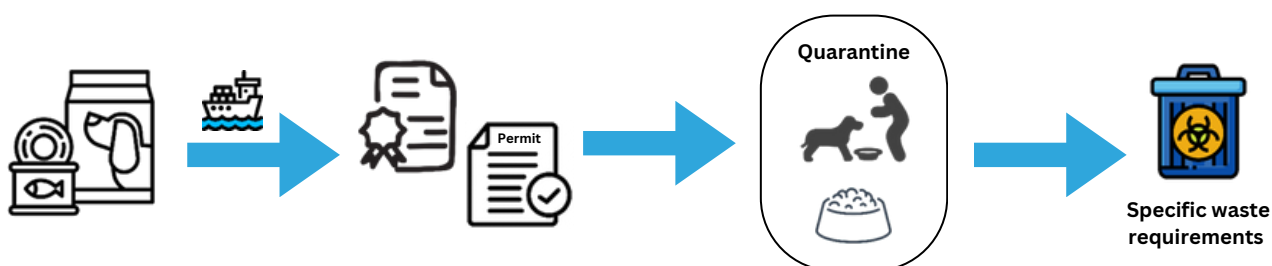 Permit
Quarantine
Specific waste
requirements